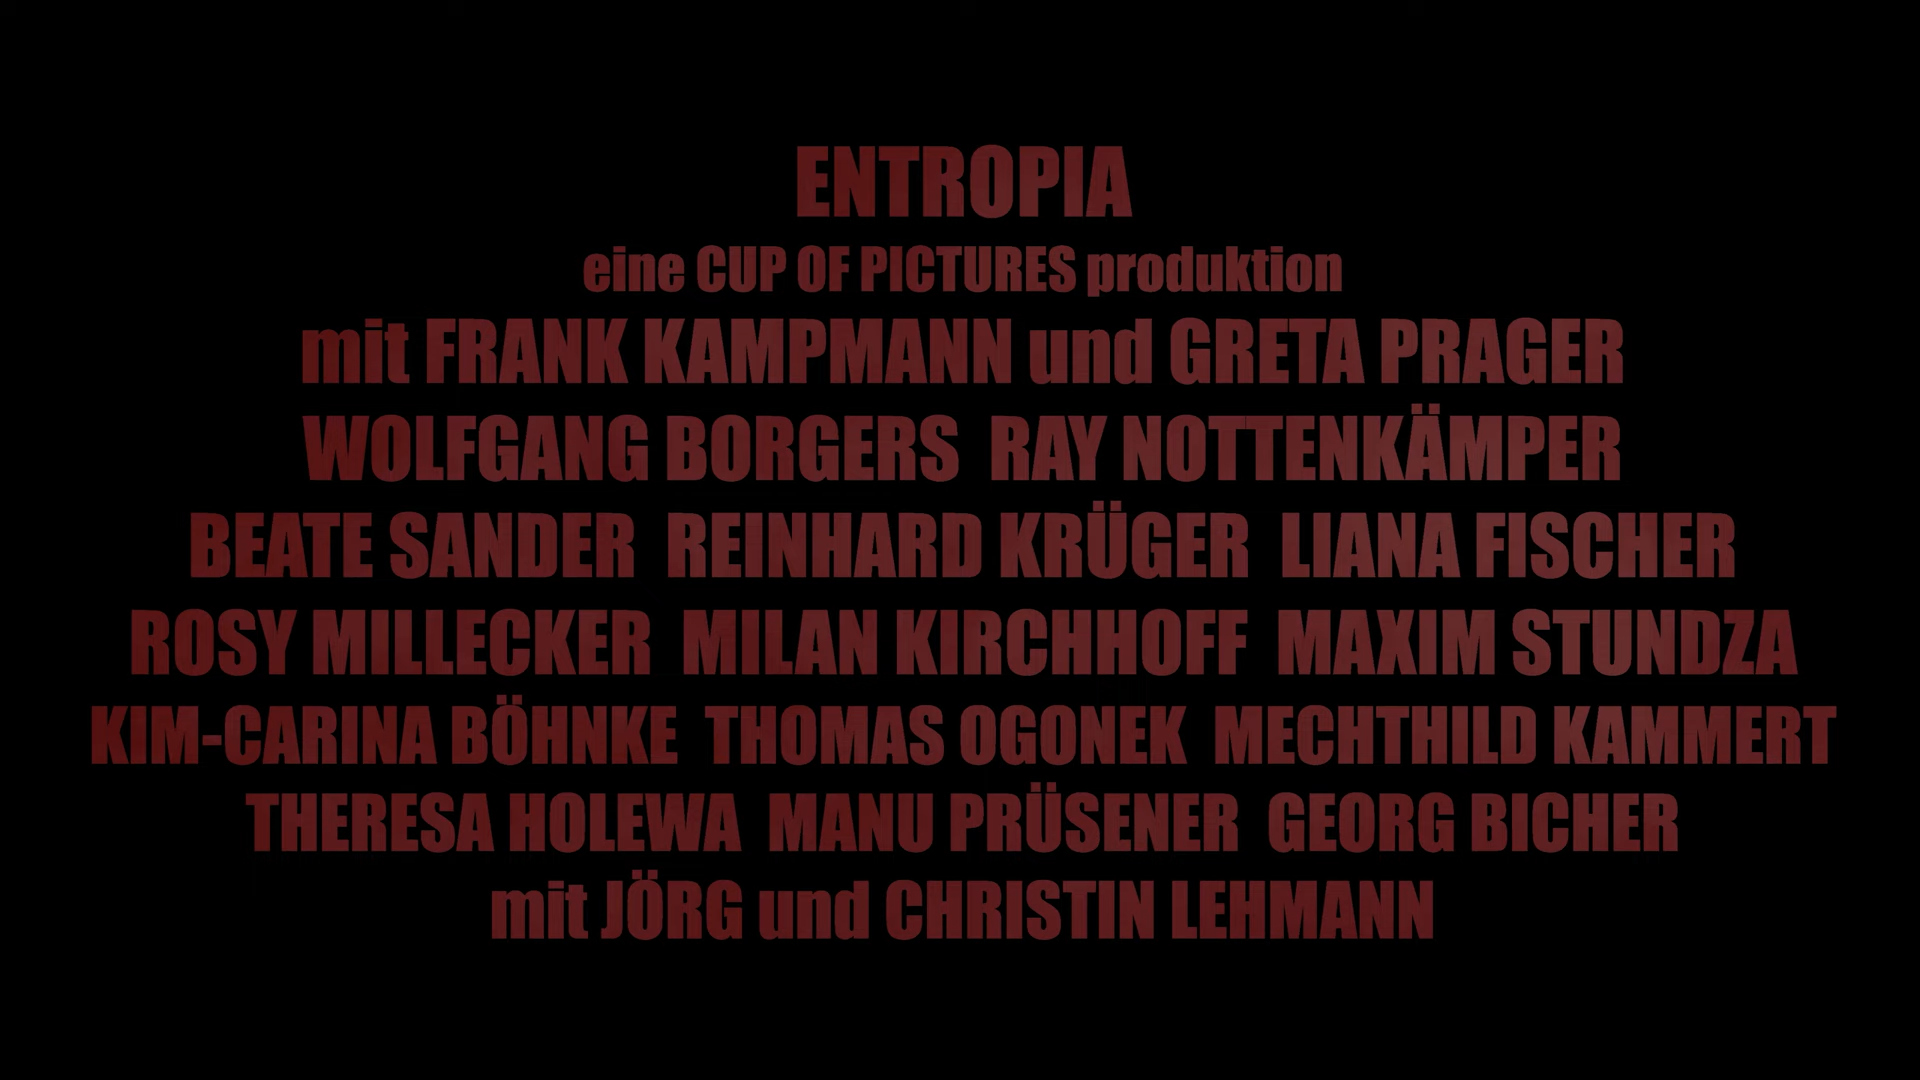 ENTROPIA
eine CUP OF PICTURES produktion
mit FRANK KAMPMANN und GRETA PRAGER
WOLFGANG BORGERS RAY NOTTENKÄMPER
BEATE SANDER REINHARD KRÜGER LIANA FISCHER
ROSY MILLECKER MILAN KIRCHHOFF MAXIM STUNDZA
KIM-CARINA BÖHNKE THOMAS OGONEK MECHTHILD KAMMERT
THERESA HOLEWA MANU PRÜSENER GEORG BICHER
mit JÖRG und CHRISTIN LEHMANN